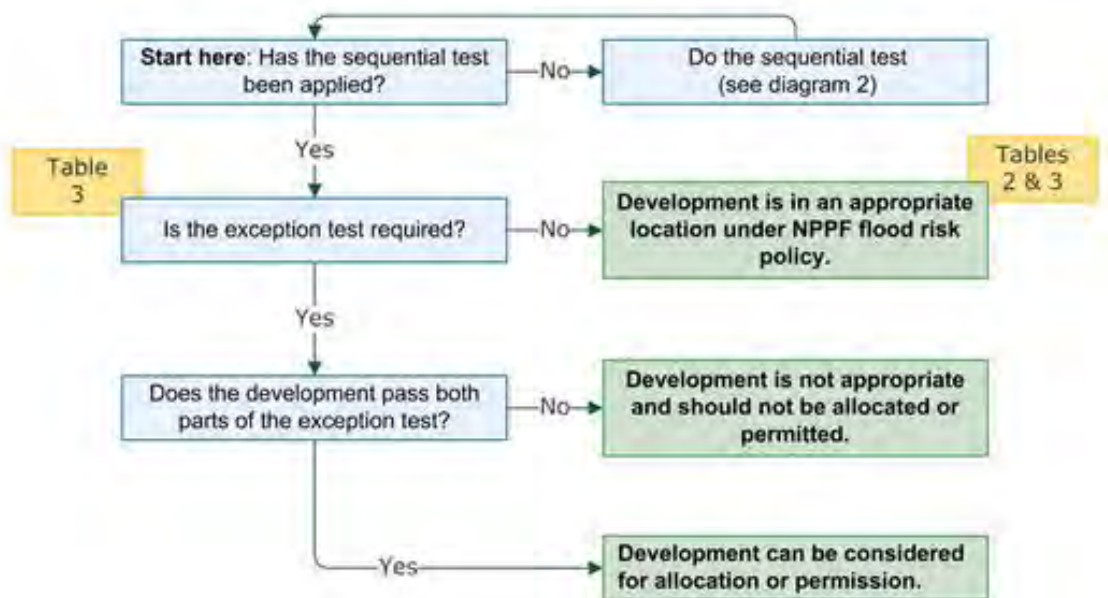 Start here: Has the sequential test
been applied?
No
Do the sequential test
(see diagram 2)
Yes
Table
3
Tables
2 & 3
Is the exception test required?
No
Development is in an appropriate
location under NPPF flood risk
policy.
Yes
Does the development pass both
parts of the exception test?
No
Development is not appropriate
and should not be allocated or
permitted.
Yes
Development can be considered
for allocation or permission.